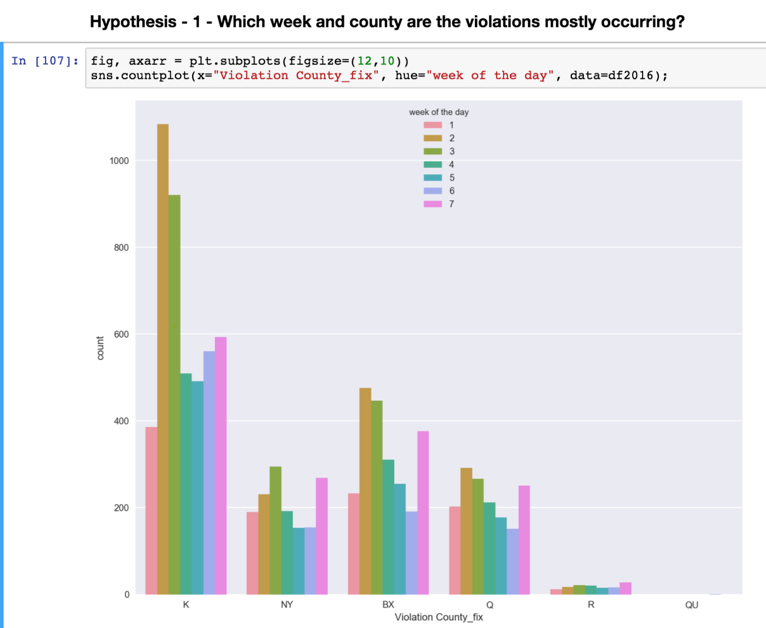 Hypothesis - 1 - Which week and county are the violations mostly occurring?
In [107]: fig, axarr = plt.subplots(figsize=(12,10))
sns.countplot(x="Violation County_fix", hue="week of the day", data=df2016);
week of the day
1
2
3
4
5
6
7
1000
800
600
400
200
0
count
K NY BX Q R QU
Violation County_fix